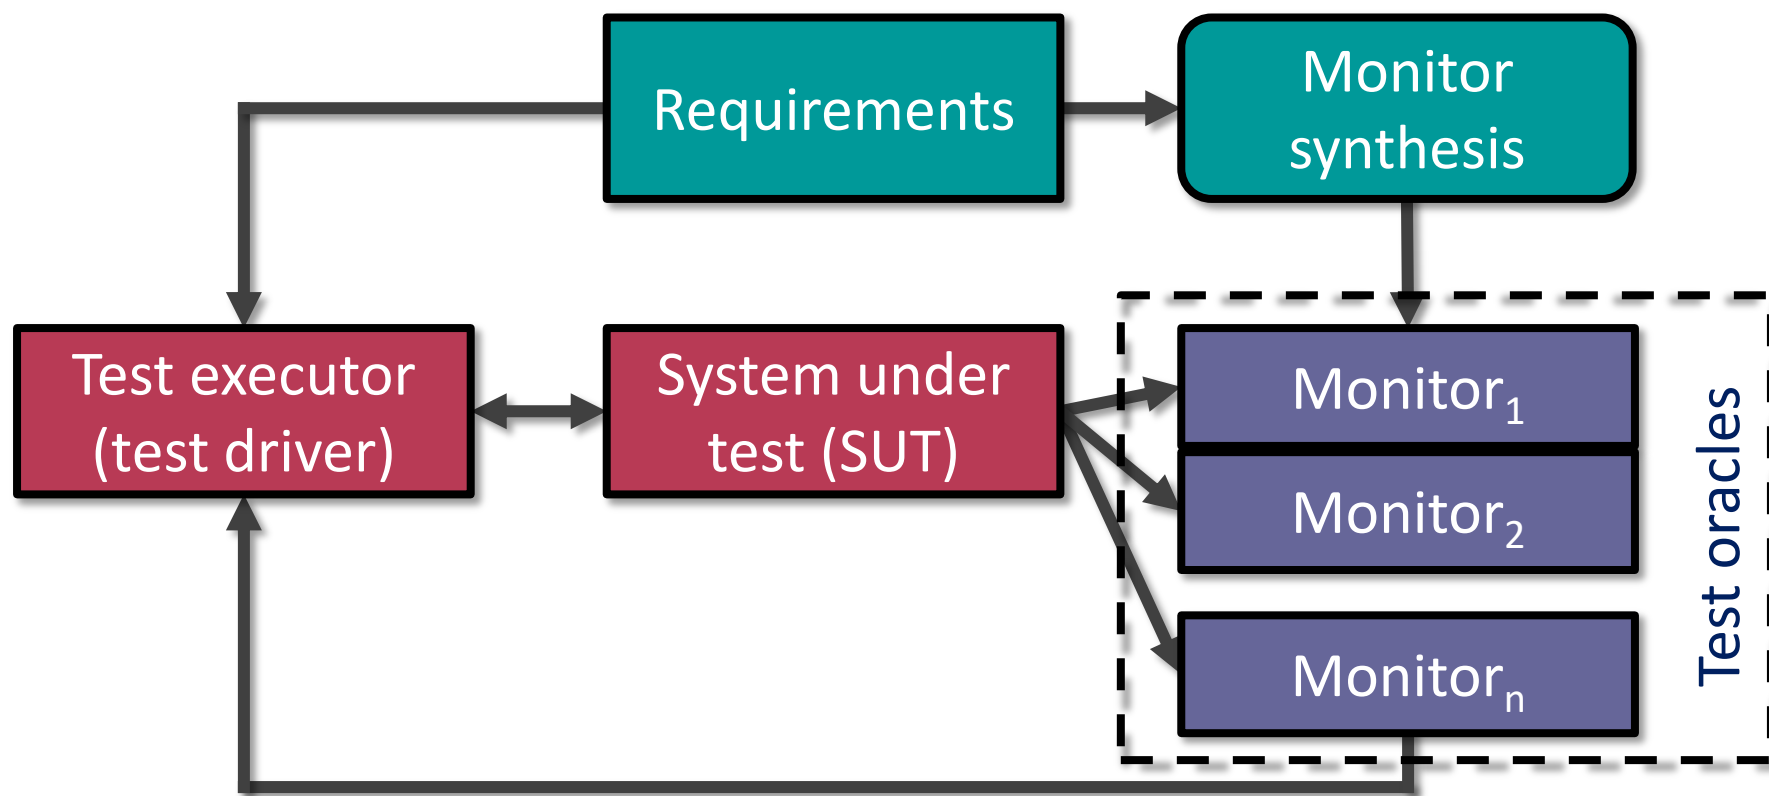 Requirements
Monitor
synthesis
Test executor
(test driver)
System under
test (SUT)
Monitor₁
Monitor₂
Monitorₙ
Test oracles